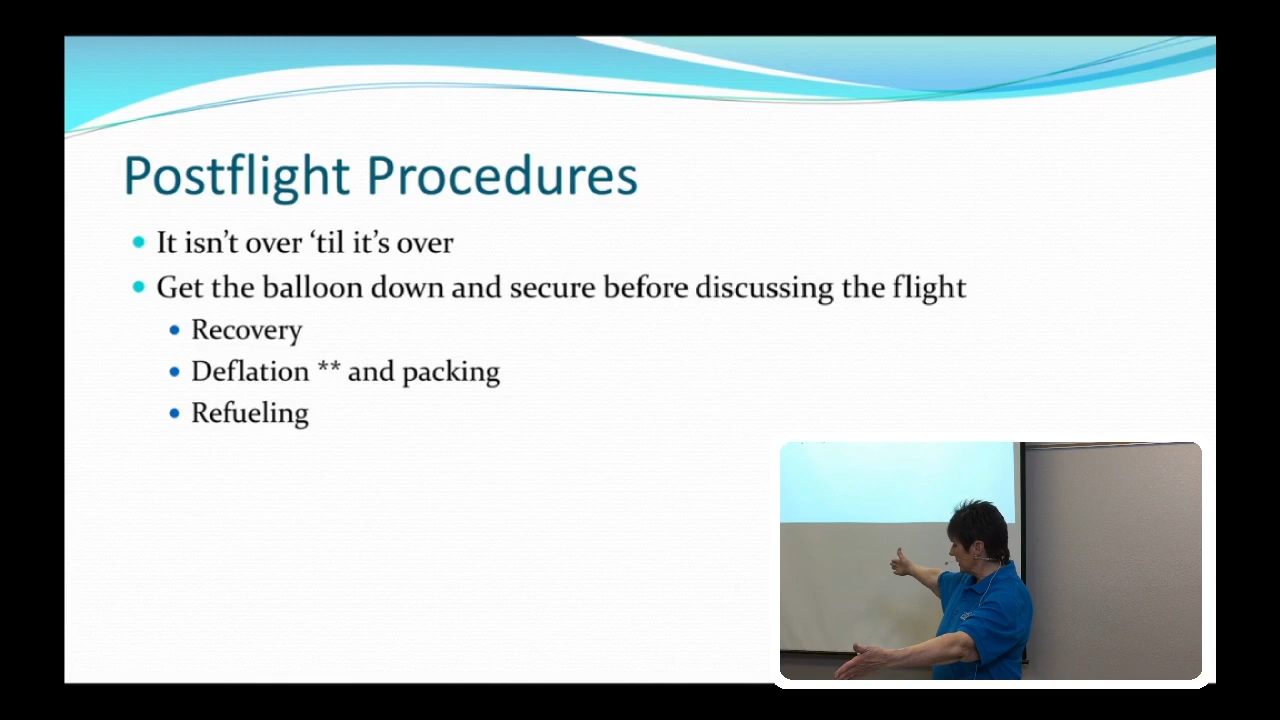 Postflight Procedures
It isn’t over ‘til it’s over
Get the balloon down and secure before discussing the flight
Recovery
Deflation ** and packing
Refueling